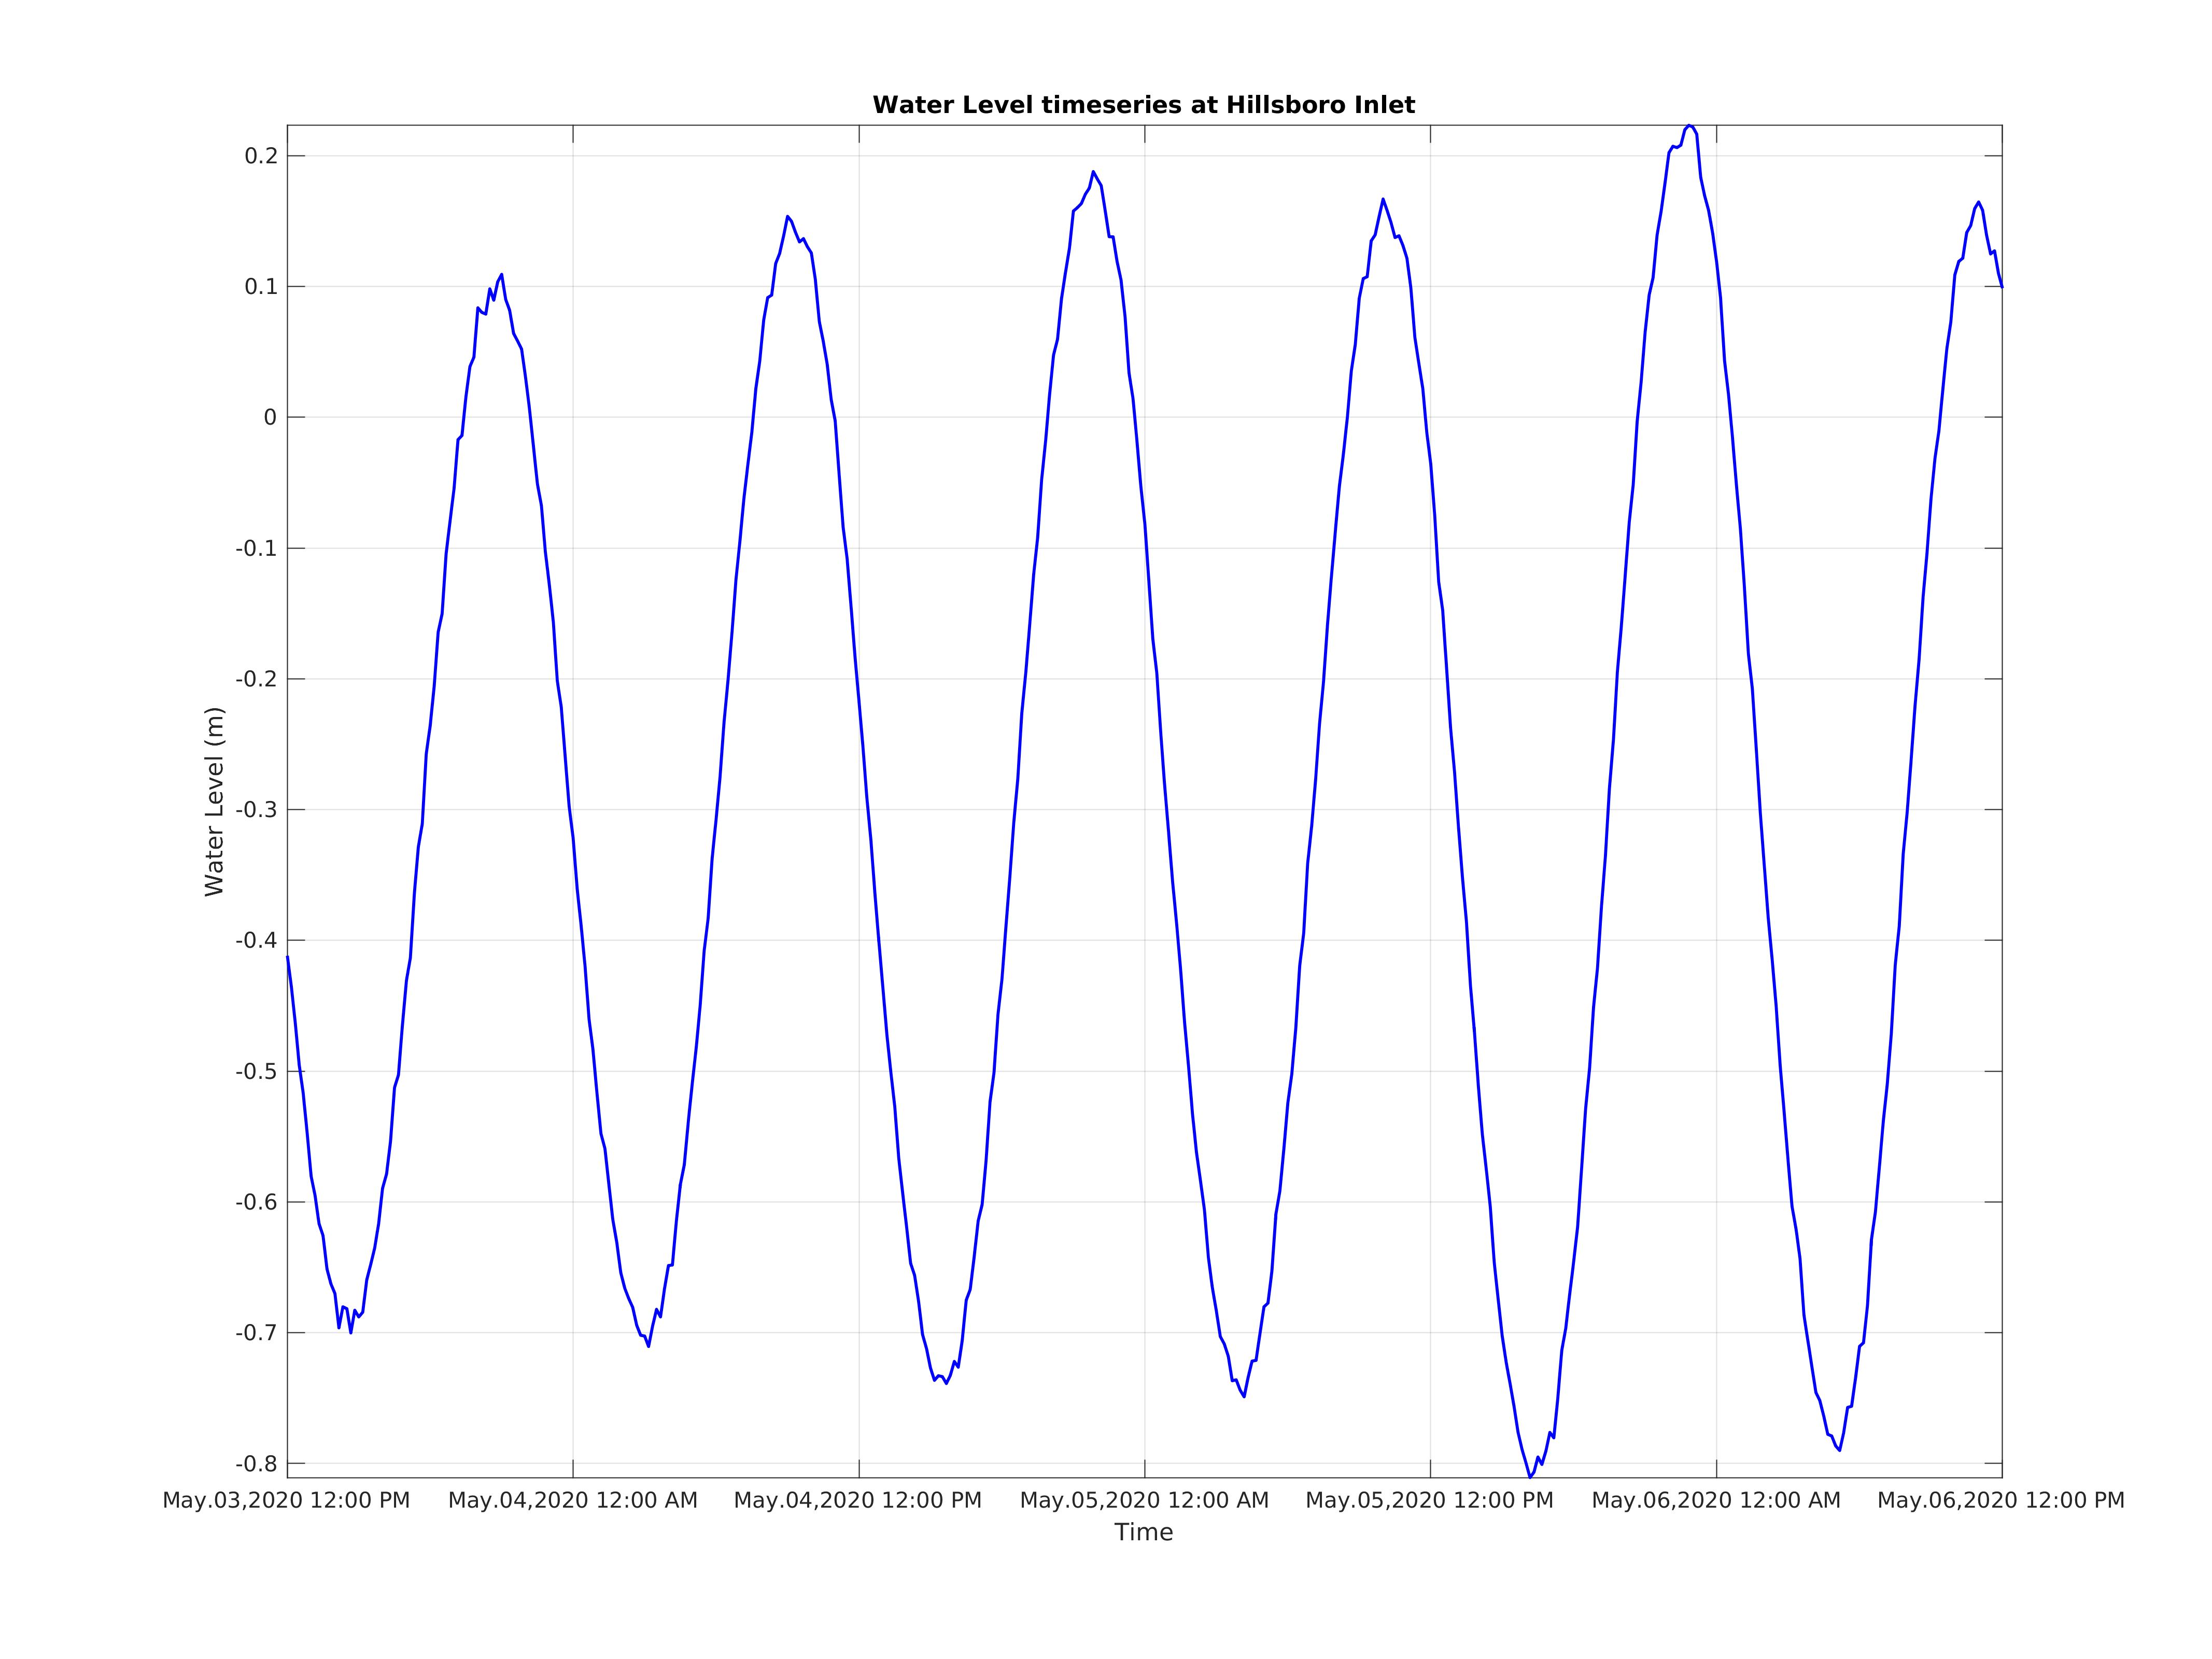 Water Level timeseries at Hillsboro Inlet
0.2
0.1
0
-0.1
-0.2
-0.3
-0.4
-0.5
-0.6
-0.7
-0.8
Water Level (m)
May.03,2020 12:00 PM May.04,2020 12:00 AM May.04,2020 12:00 PM May.05,2020 12:00 AM May.05,2020 12:00 PM May.06,2020 12:00 AM May.06,2020 12:00 PM
Time